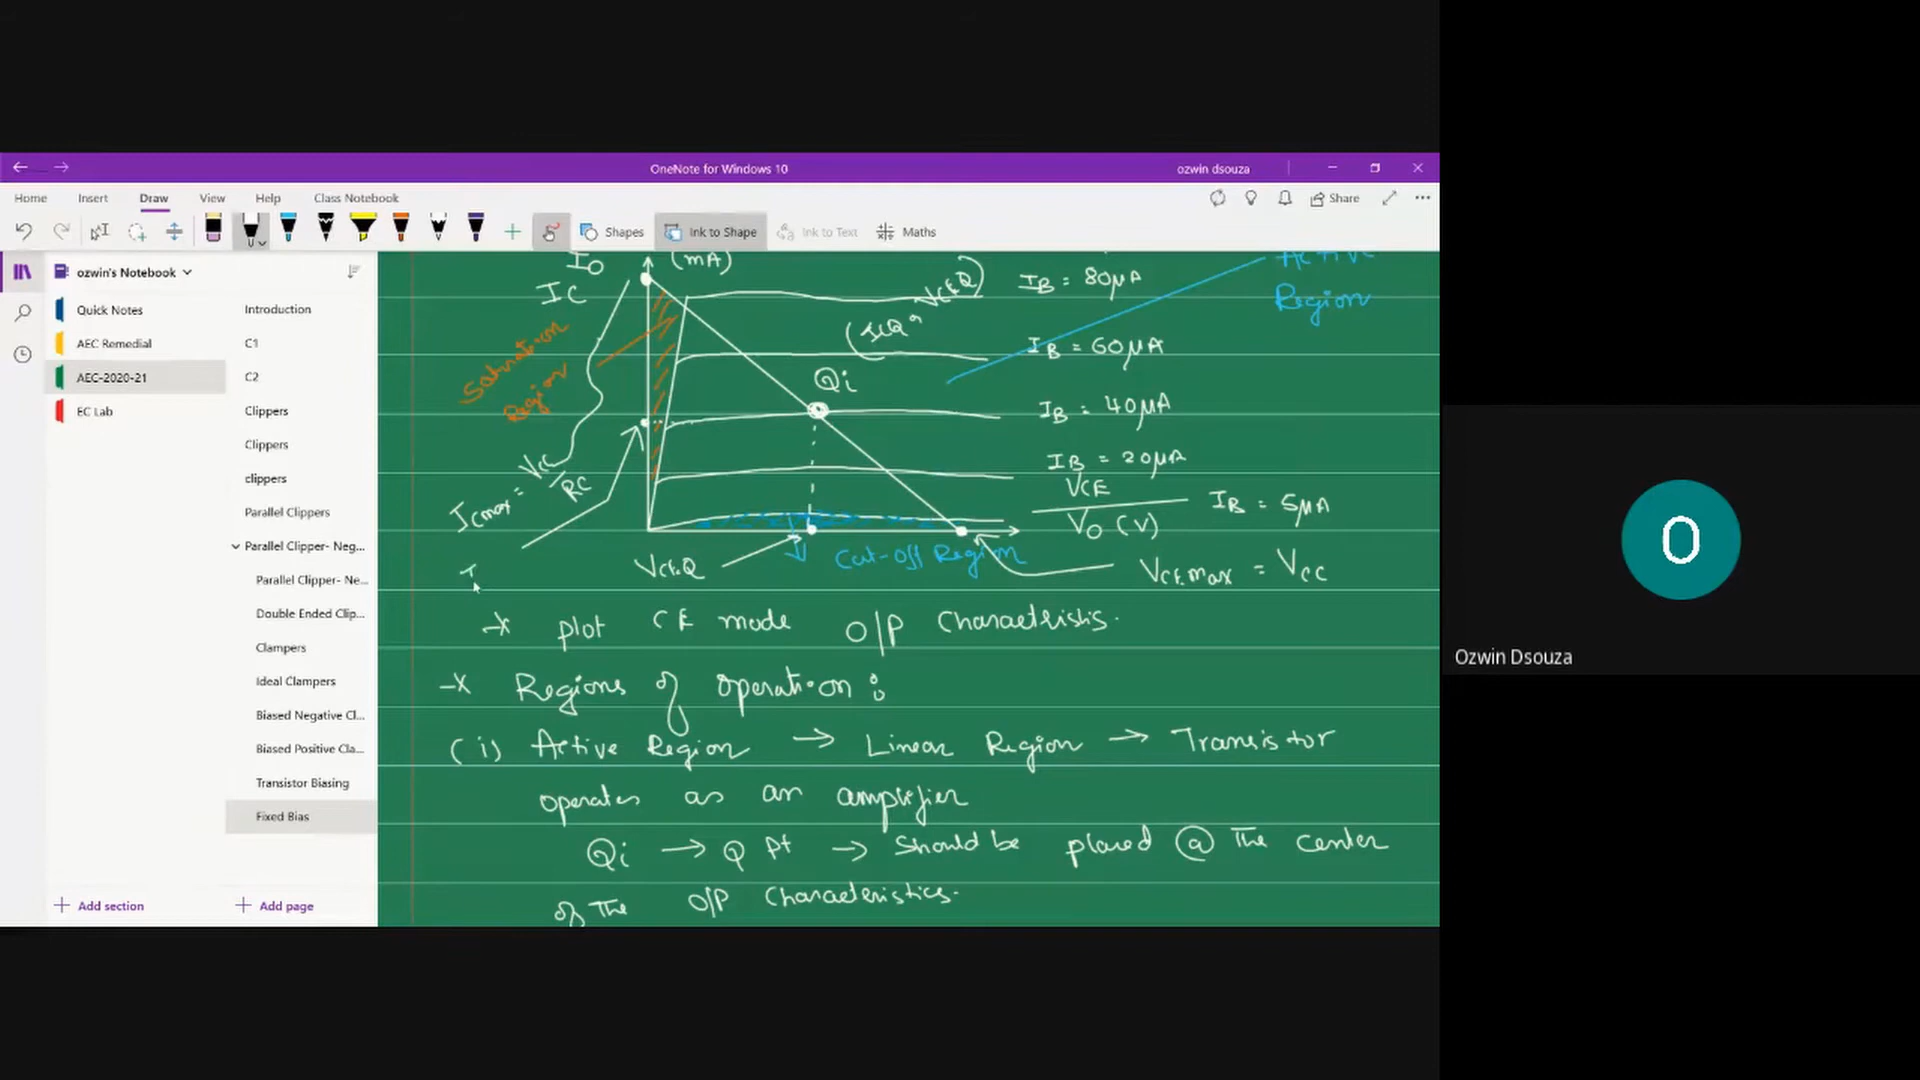 OneNote for Windows 10
ozwin dsouza
Home Insert Draw View Help Class Notebook
Share
Shapes Ink to Shape Ink to Text Maths
ozwin's Notebook
Quick Notes
AEC Remedial
AEC-2020-21
EC Lab
Add section
Introduction
C1
C2
Clippers
Clippers
clippers
Parallel Clippers
Parallel Clipper- Neg...
Parallel Clipper- Ne...
Double Ended Clip...
Clampers
Ideal Clampers
Biased Negative Cl...
Biased Positive Cla...
Transistor Biasing
Fixed Bias
Add page
IO (mA)
IC
Active
Region
IB = 80μA
(ICQ, VCEQ)
Saturation
Region
IB = 60μA
Qi
IB = 40μA
IB = 20μA
ICmax = VCC/RC
VCE
VO (V)
IB = 5μA
VCEQ
Cut-off Region
VCEmax = VCC
I
-x plot CE mode O/P Characteristis.
-x Regions of operation :
(i) Active Region → Linear Region → Transistor
operates as an amplifier
Qi → Q Pt → Should be placed @ The center
of The O/P Characteristics.
O
Ozwin Dsouza